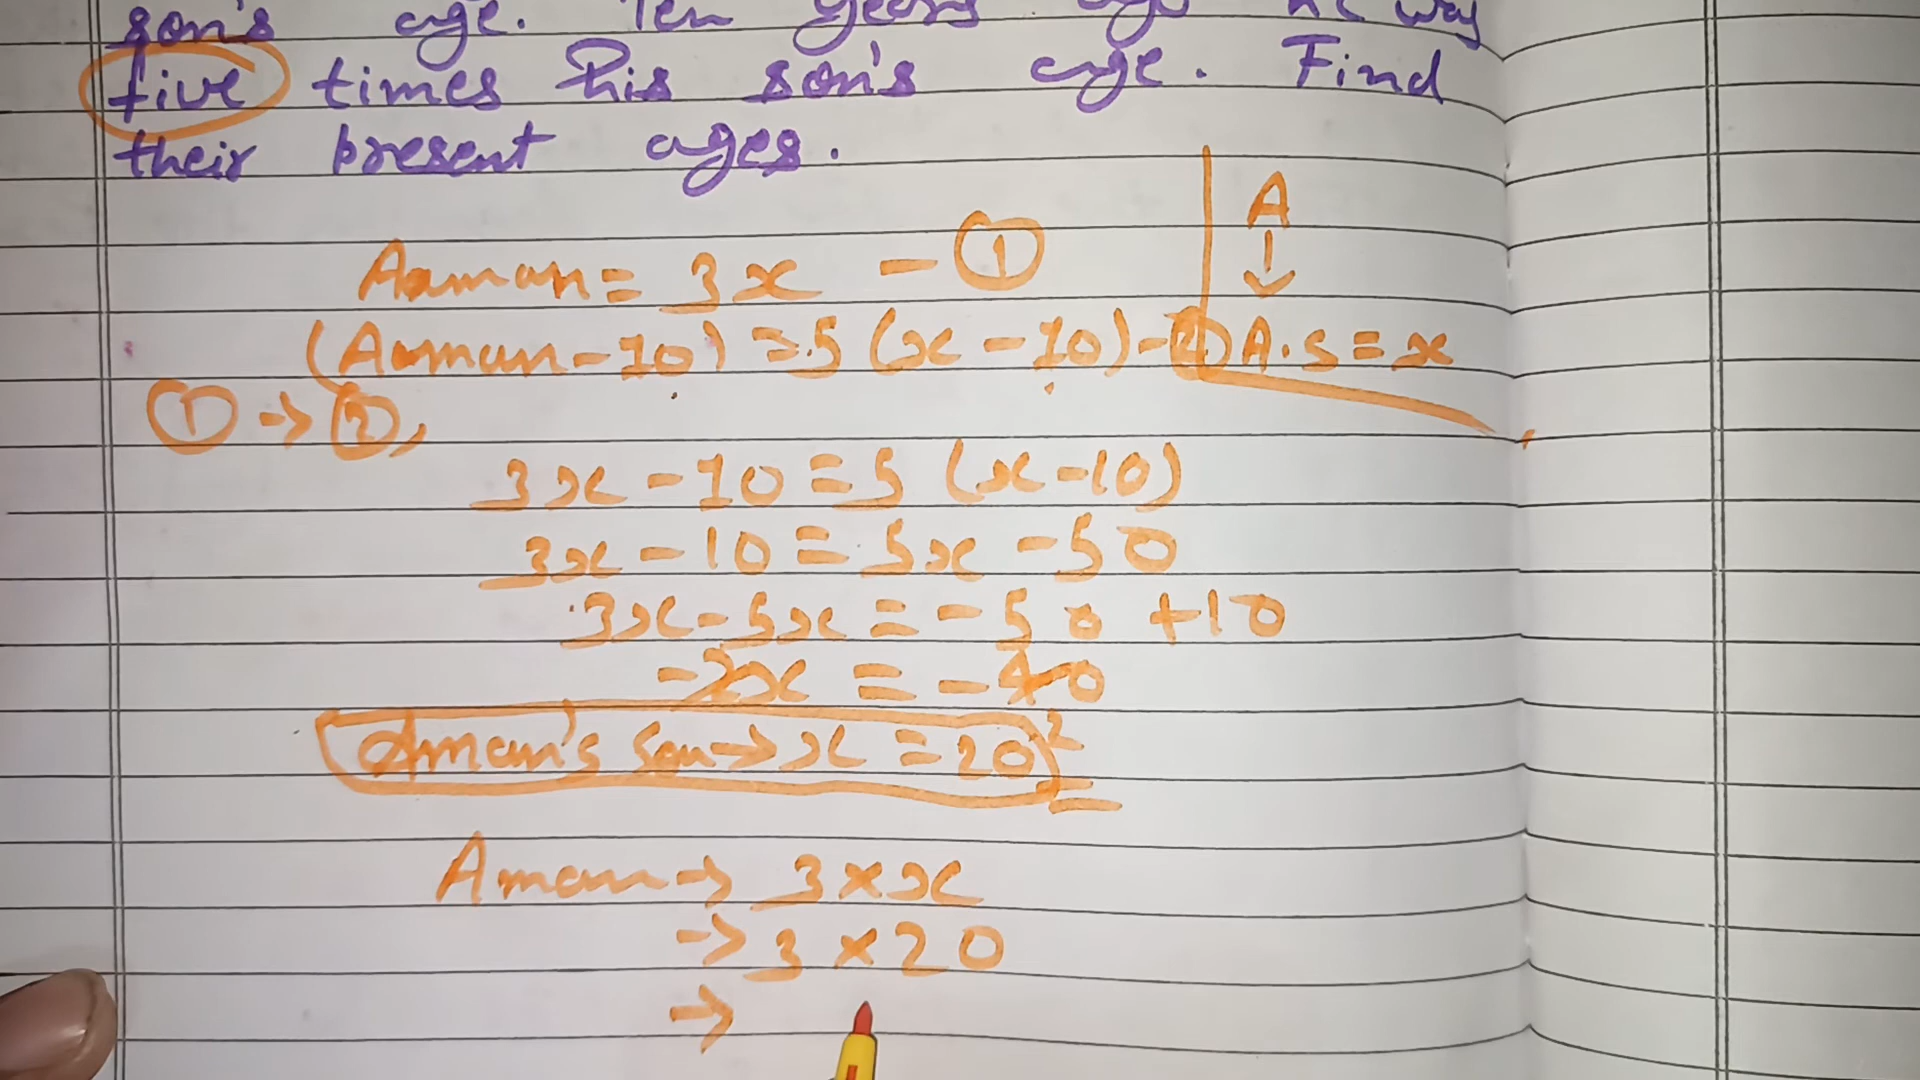 son's age. Ten years ago he was
five times his son's age. Find
their present ages.
A
↓
A.S = x
Aaman = 3x - ①
(Aaman - 10) = 5 (x - 10) - ②
① → ②,
3x - 10 = 5 (x - 10)
3x - 10 = 5x - 50
3x - 5x = - 50 + 10
-2x = - 40
Aman's son → x = 20
Aman → 3 × x
→ 3 × 20
→